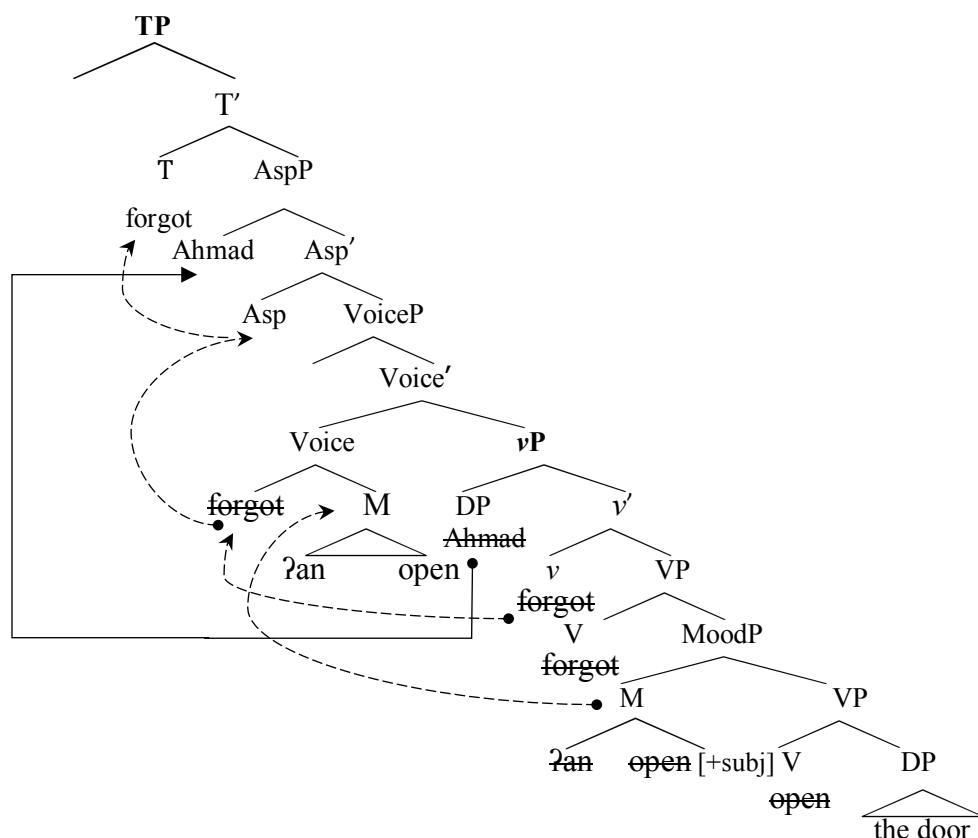 TP
T′
T AspP
forgot
Ahmad Asp′
Asp VoiceP
Voice′
Voice vP
forgot M DP v′
Ahmad
ʔan open v VP
forgot
V MoodP
forgot
M VP
ʔan open [+subj] V DP
open
the door